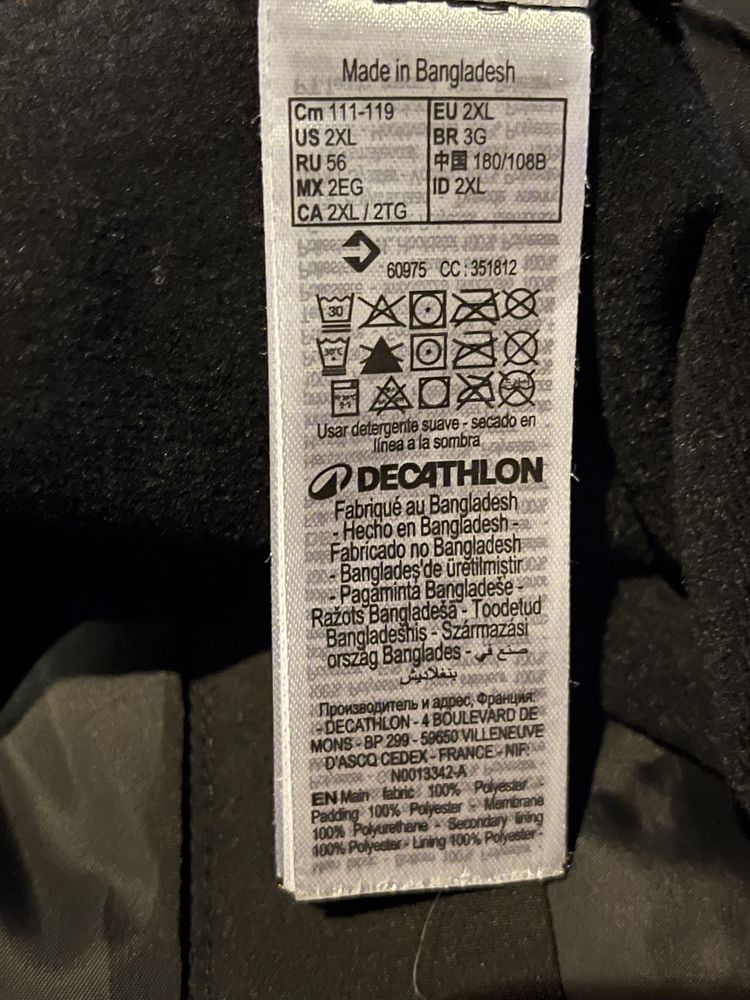 Made in Bangladesh
Cm 111-119 EU 2XL
US 2XL BR 3G
RU 56 中国 180/108B
MX 2EG ID 2XL
CA 2XL / 2TG
60975 CC : 351812
30
30°C
Usar detergente suave - secado en
línea a la sombra
DECATHLON
Fabriqué au Bangladesh
- Hecho en Bangladesh -
Fabricado no Bangladesh
- Bangladeş'de üretilmiştir
- Pagaminta Bangladeše -
Ražots Bangladešā - Toodetud
Bangladeshis - Származási
ország Banglades - صنع في
بنغلاديش
Производитель и адрес, Франция:
- DECATHLON - 4 BOULEVARD DE
MONS - BP 299 - 59650 VILLENEUVE
D'ASCQ CEDEX - FRANCE - NIF:
N0013342-A
EN Main fabric 100% Polyester -
Padding 100% Polyester - Membrane
100% Polyurethane - Secondary lining
100% Polyester - Lining 100% Polyester -